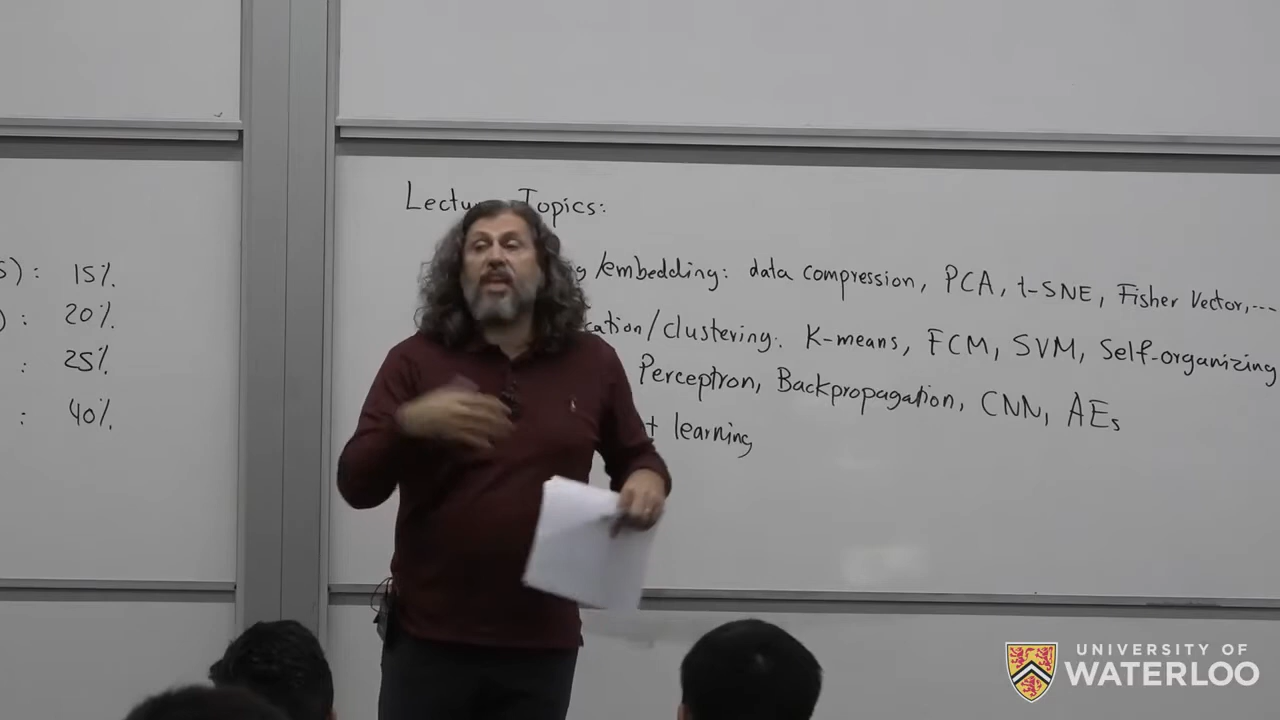 s): 15%
): 20%
: 25%
: 40%
Topics:
/embedding: data compression, PCA, t-SNE, Fisher Vector,...
cation/clustering: K-means, FCM, SVM, Self-organizing
Perceptron, Backpropagation, CNN, AEs
learning
UNIVERSITY OF
WATERLOO